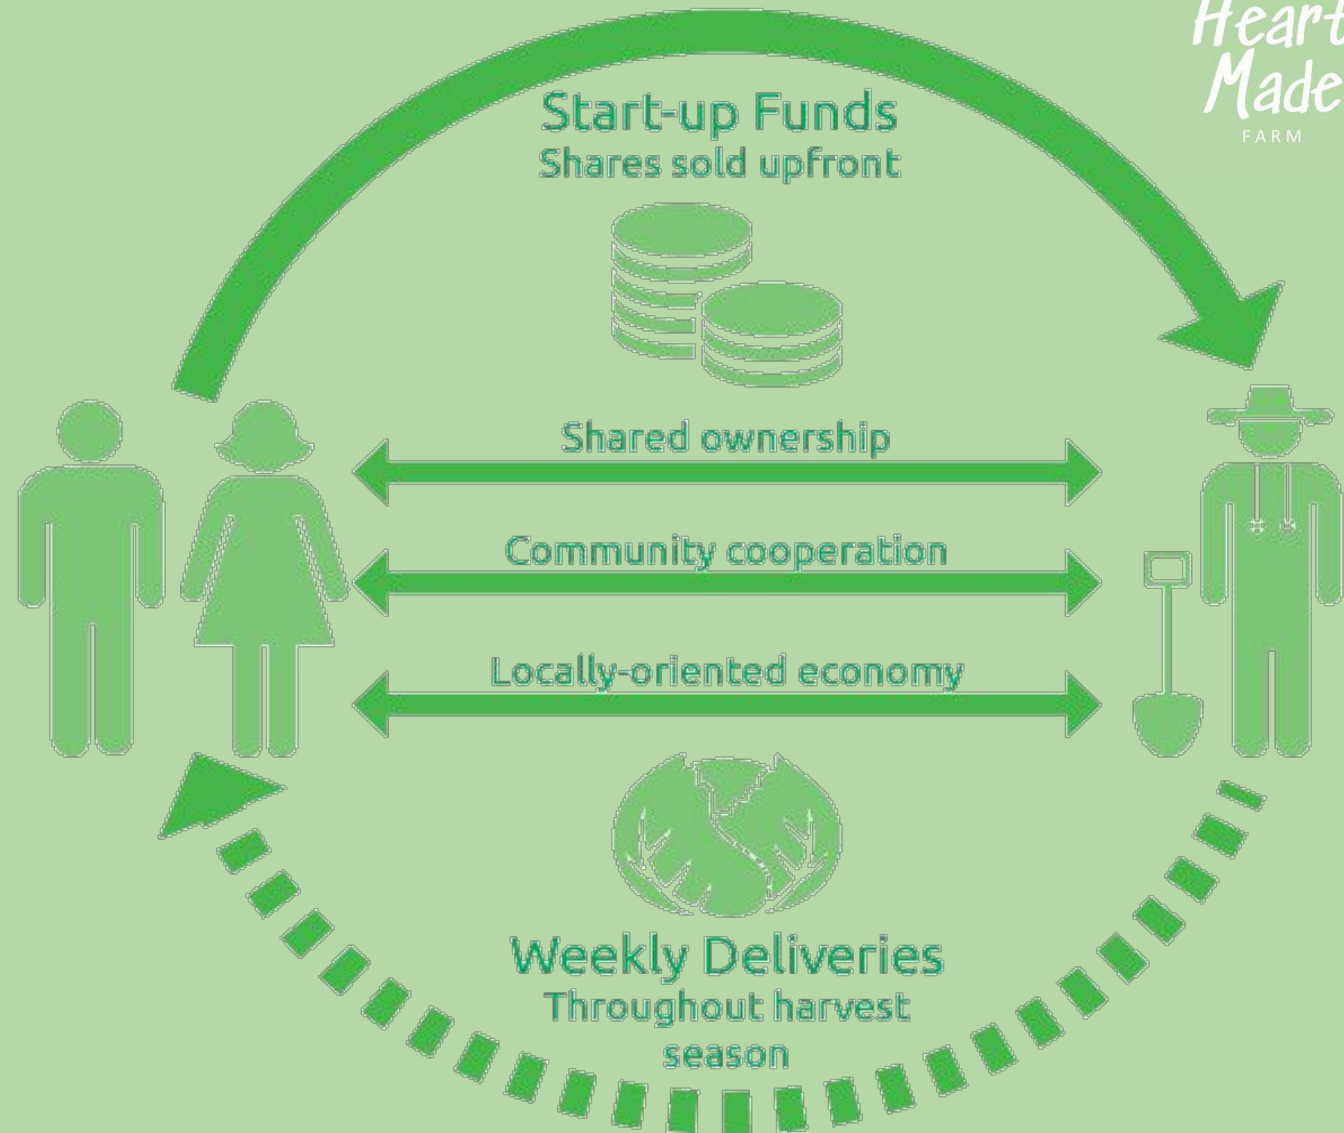 Heart
Made
FARM
Start-up Funds
Shares sold upfront
Shared ownership
Community cooperation
Locally-oriented economy
Weekly Deliveries
Throughout harvest
season